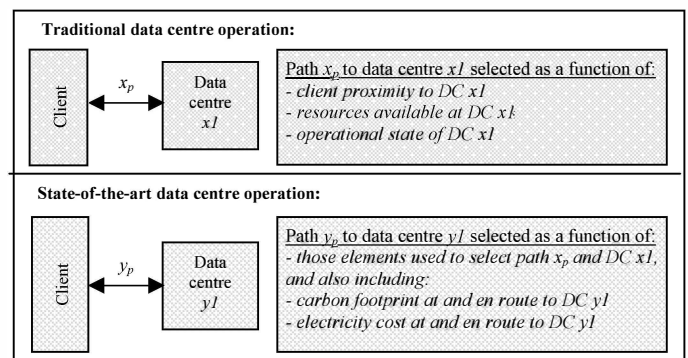 Traditional data centre operation:
Client
xp
Data
centre
x1
Path xp to data centre x1 selected as a function of:
- client proximity to DC x1
- resources available at DC x1
- operational state of DC x1
State-of-the-art data centre operation:
Client
yp
Data
centre
y1
Path yp to data centre y1 selected as a function of:
- those elements used to select path xp and DC x1,
and also including:
- carbon footprint at and en route to DC y1
- electricity cost at and en route to DC y1